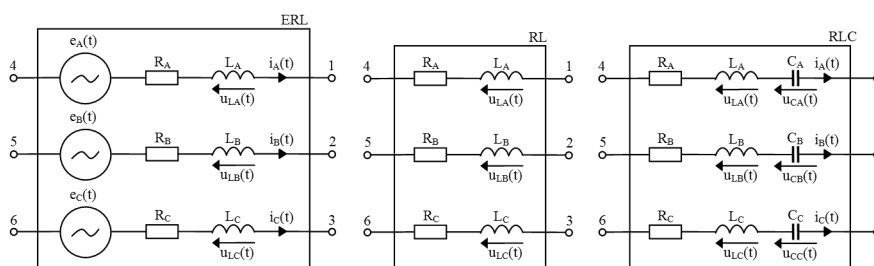 ERL
e_A(t)
4 R_A L_A i_A(t) 1
u_LA(t)
e_B(t)
5 R_B L_B i_B(t) 2
u_LB(t)
e_C(t)
6 R_C L_C i_C(t) 3
u_LC(t)
RL
4 R_A L_A 1
u_LA(t)
5 R_B L_B 2
u_LB(t)
6 R_C L_C 3
u_LC(t)
RLC
4 R_A L_A C_A i_A(t)
u_LA(t) u_CA(t)
5 R_B L_B C_B i_B(t)
u_LB(t) u_CB(t)
6 R_C L_C C_C i_C(t)
u_LC(t) u_CC(t)